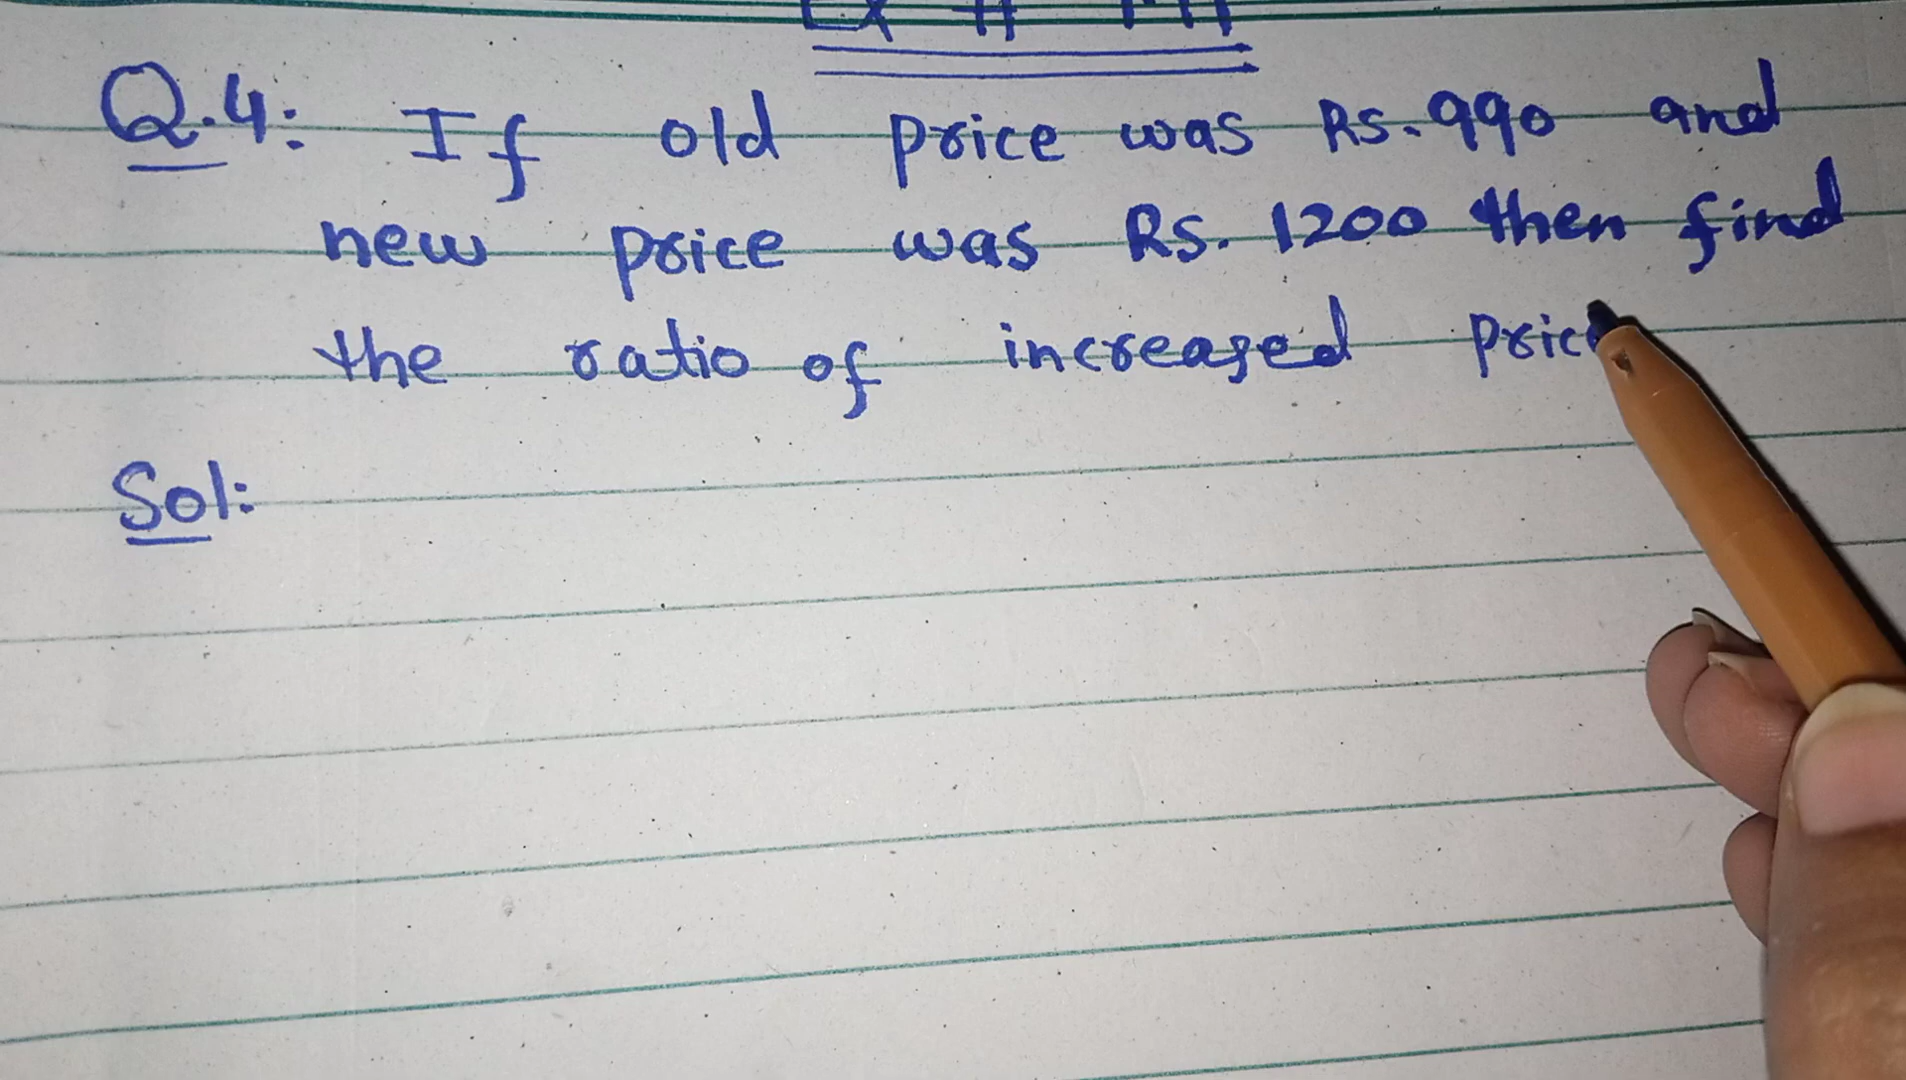 Q.4: If old price was Rs.990 and
new price was Rs. 1200 then find
the ratio of increased price
Sol: